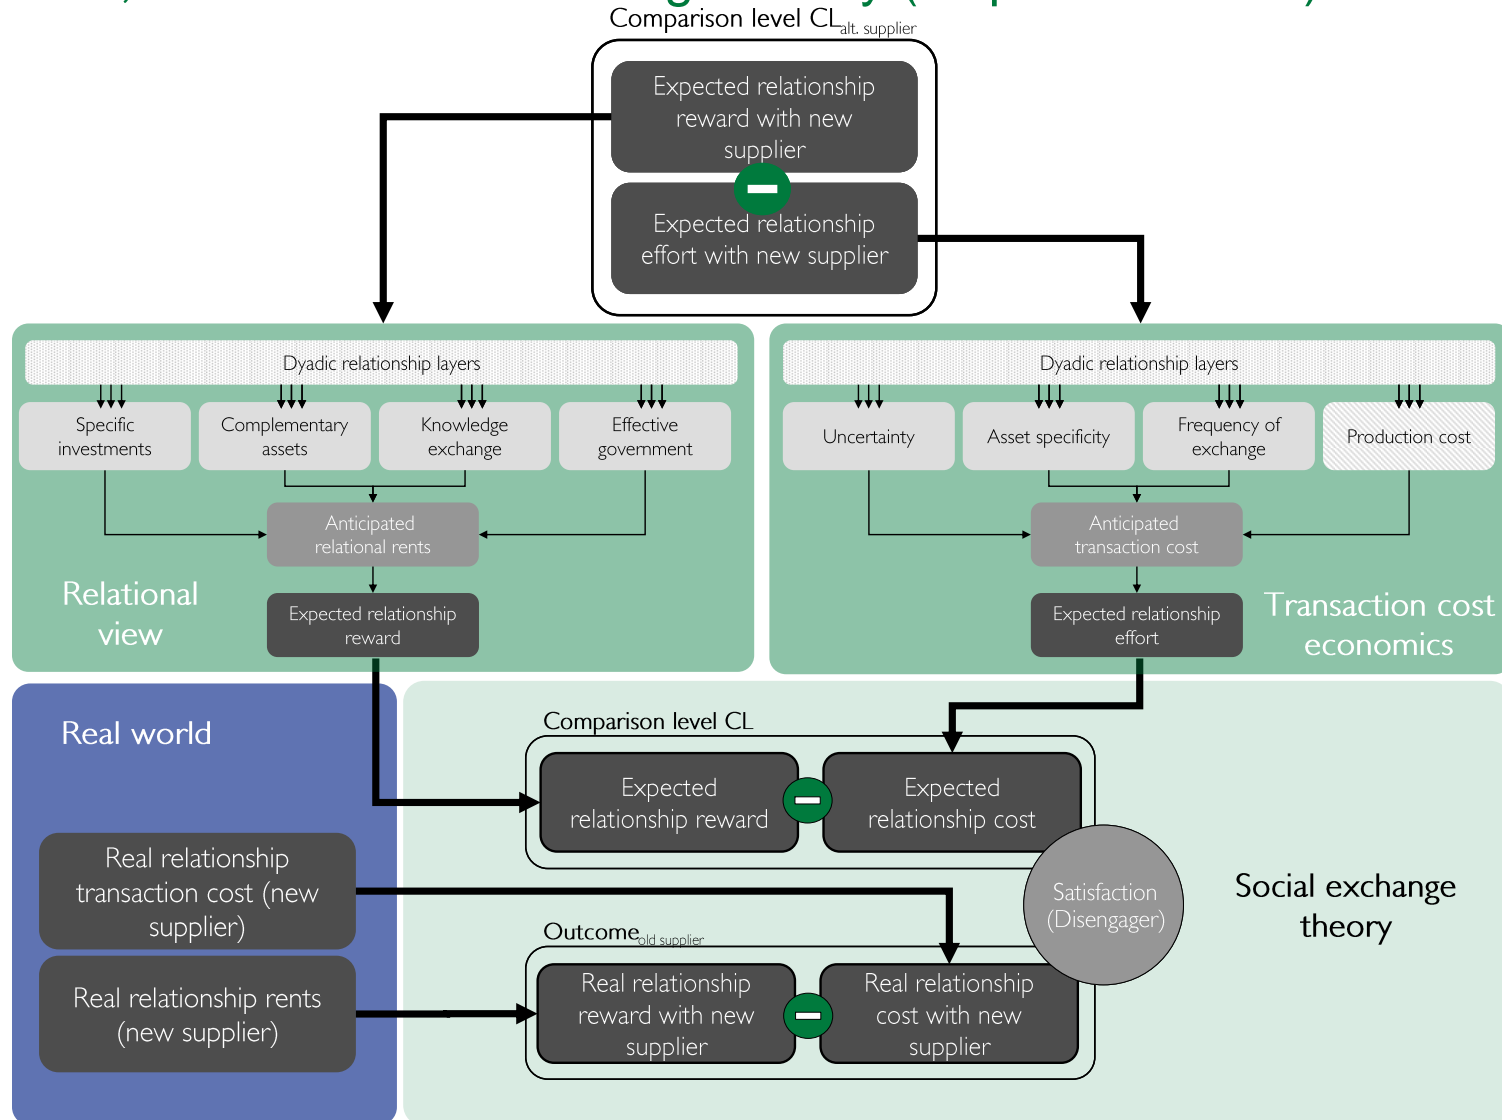 Comparison level CL alt. supplier
Expected relationship
reward with new
supplier
Expected relationship
effort with new supplier
Dyadic relationship layers
Specific
investments
Complementary
assets
Knowledge
exchange
Effective
government
Anticipated
relational rents
Expected relationship
reward
Relational
view
Dyadic relationship layers
Uncertainty
Asset specificity
Frequency of
exchange
Production cost
Anticipated
transaction cost
Expected relationship
effort
Transaction cost
economics
Real world
Real relationship
transaction cost (new
supplier)
Real relationship rents
(new supplier)
Comparison level CL
Expected
relationship reward
Expected
relationship cost
Satisfaction
(Disengager)
Social exchange
theory
Outcome old supplier
Real relationship
reward with new
supplier
Real relationship
cost with new
supplier